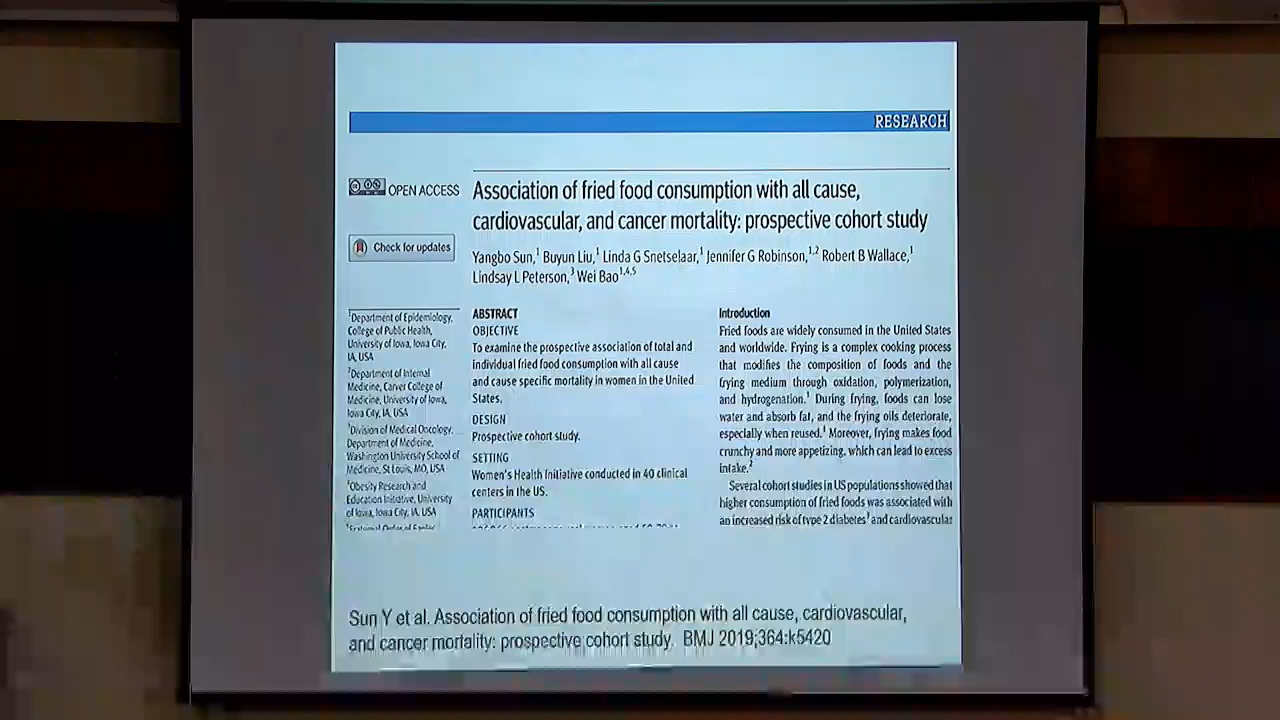 RESEARCH
OPEN ACCESS
Check for updates
Association of fried food consumption with all cause,
cardiovascular, and cancer mortality: prospective cohort study
Yangbo Sun,1 Buyun Liu,1 Linda G Snetselaar,1 Jennifer G Robinson,1,2 Robert B Wallace,1
Lindsay L Peterson,3 Wei Bao1,4,5
1Department of Epidemiology,
College of Public Health,
University of Iowa, Iowa City,
IA, USA
2Department of Internal
Medicine, Carver College of
Medicine, University of Iowa,
Iowa City, IA, USA
3Division of Medical Oncology,
Department of Medicine,
Washington University School of
Medicine, St Louis, MO, USA
4Obesity Research and
Education Initiative, University
of Iowa, Iowa City, IA, USA
ABSTRACT
OBJECTIVE
To examine the prospective association of total and
individual fried food consumption with all cause
and cause specific mortality in women in the United
States.
DESIGN
Prospective cohort study.
SETTING
Women's Health Initiative conducted in 40 clinical
centers in the US.
PARTICIPANTS
Introduction
Fried foods are widely consumed in the United States
and worldwide. Frying is a complex cooking process
that modifies the composition of foods and the
frying medium through oxidation, polymerization,
and hydrogenation.1 During frying, foods can lose
water and absorb fat, and the frying oils deteriorate,
especially when reused.1 Moreover, frying makes food
crunchy and more appetizing, which can lead to excess
intake.2
Several cohort studies in US populations showed that
higher consumption of fried foods was associated with
an increased risk of type 2 diabetes3 and cardiovascular
Sun Y et al. Association of fried food consumption with all cause, cardiovascular,
and cancer mortality: prospective cohort study. BMJ 2019;364:k5420